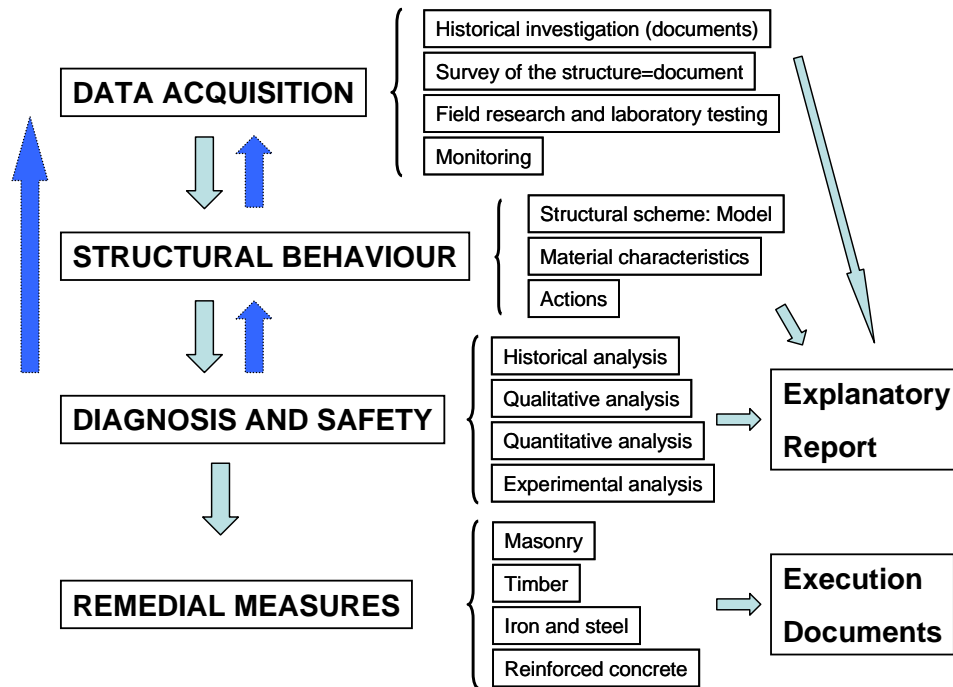 DATA ACQUISITION
Historical investigation (documents)
Survey of the structure=document
Field research and laboratory testing
Monitoring
STRUCTURAL BEHAVIOUR
Structural scheme: Model
Material characteristics
Actions
DIAGNOSIS AND SAFETY
Historical analysis
Qualitative analysis
Quantitative analysis
Experimental analysis
Explanatory
Report
REMEDIAL MEASURES
Masonry
Timber
Iron and steel
Reinforced concrete
Execution
Documents